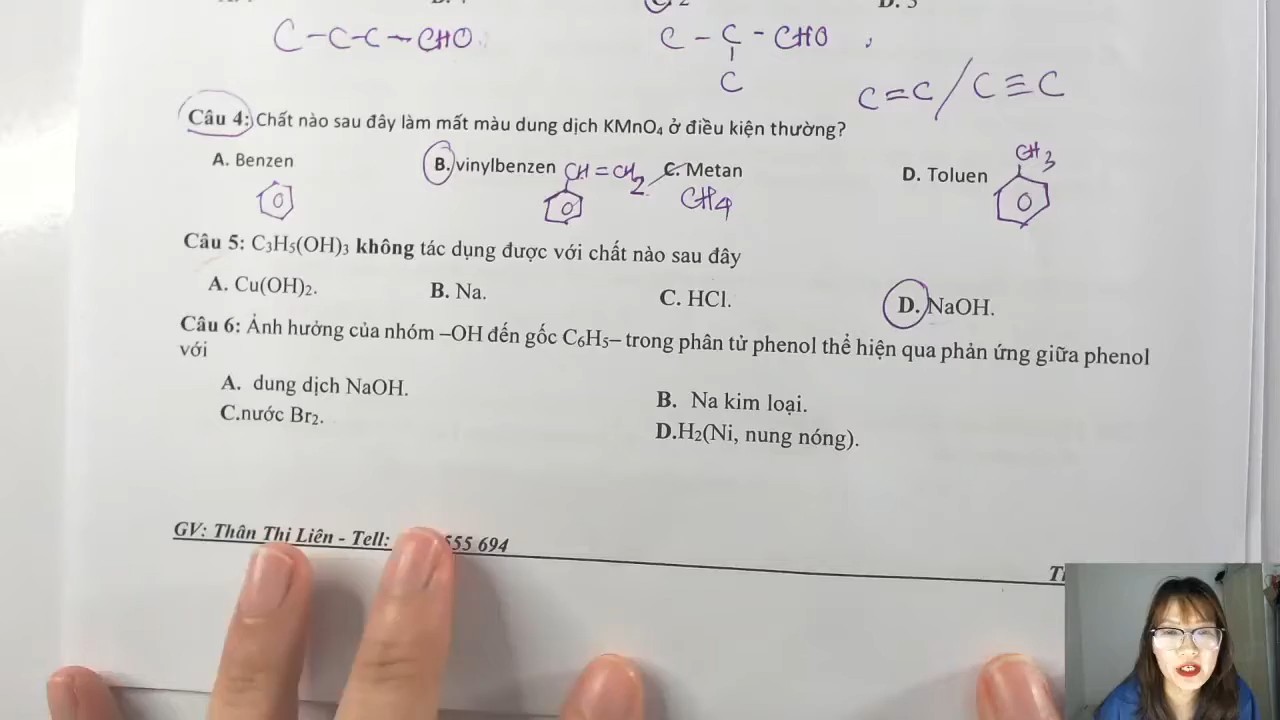 C-C-C-CHO
C-C-CHO ,
C
C=C/C≡C
Câu 4: Chất nào sau đây làm mất màu dung dịch KMnO₄ ở điều kiện thường?
A. Benzen B. vinylbenzen CH=CH₂ C. Metan D. Toluen CH₃
CH₄
Câu 5: C₃H₅(OH)₃ không tác dụng được với chất nào sau đây
A. Cu(OH)₂. B. Na. C. HCl. D. NaOH.
Câu 6: Ảnh hưởng của nhóm –OH đến gốc C₆H₅– trong phân tử phenol thể hiện qua phản ứng giữa phenol
với
A. dung dịch NaOH. B. Na kim loại.
C.nước Br₂. D.H₂(Ni, nung nóng).
GV: Thân Thị Liên - Tell: 555 694